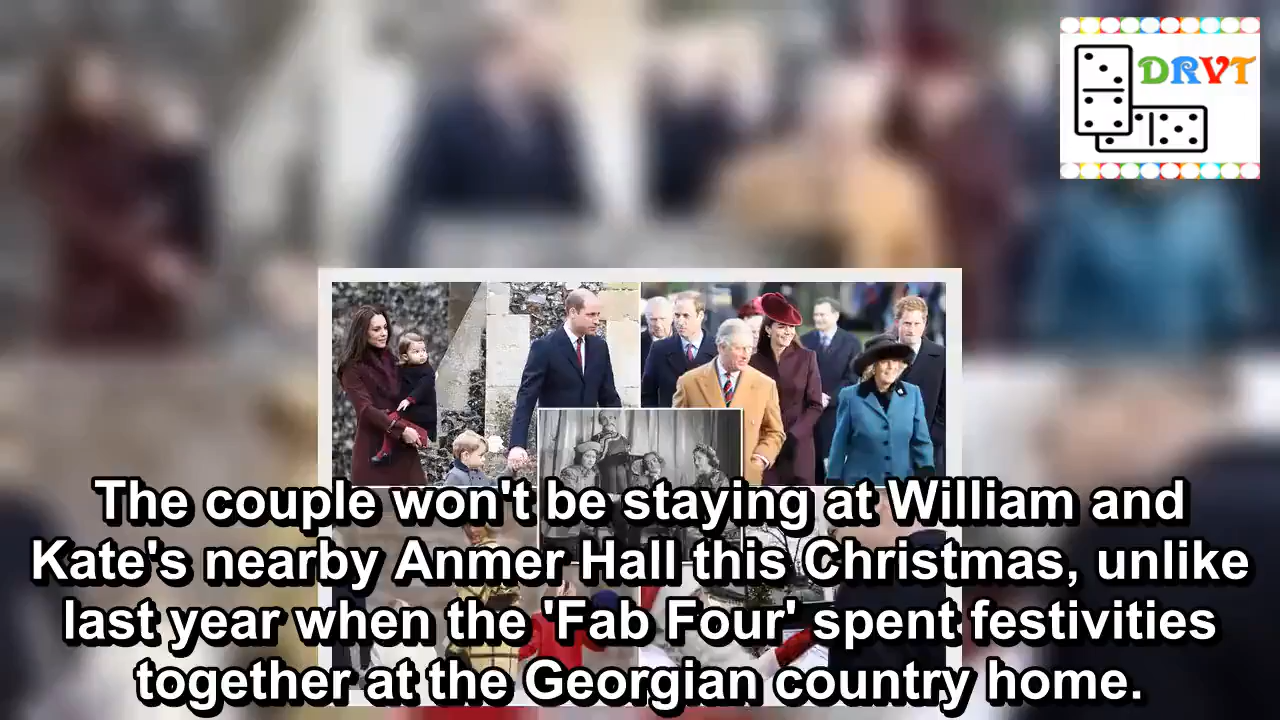 DRVT
The couple won't be staying at William and
Kate's nearby Anmer Hall this Christmas, unlike
last year when the 'Fab Four' spent festivities
together at the Georgian country home.